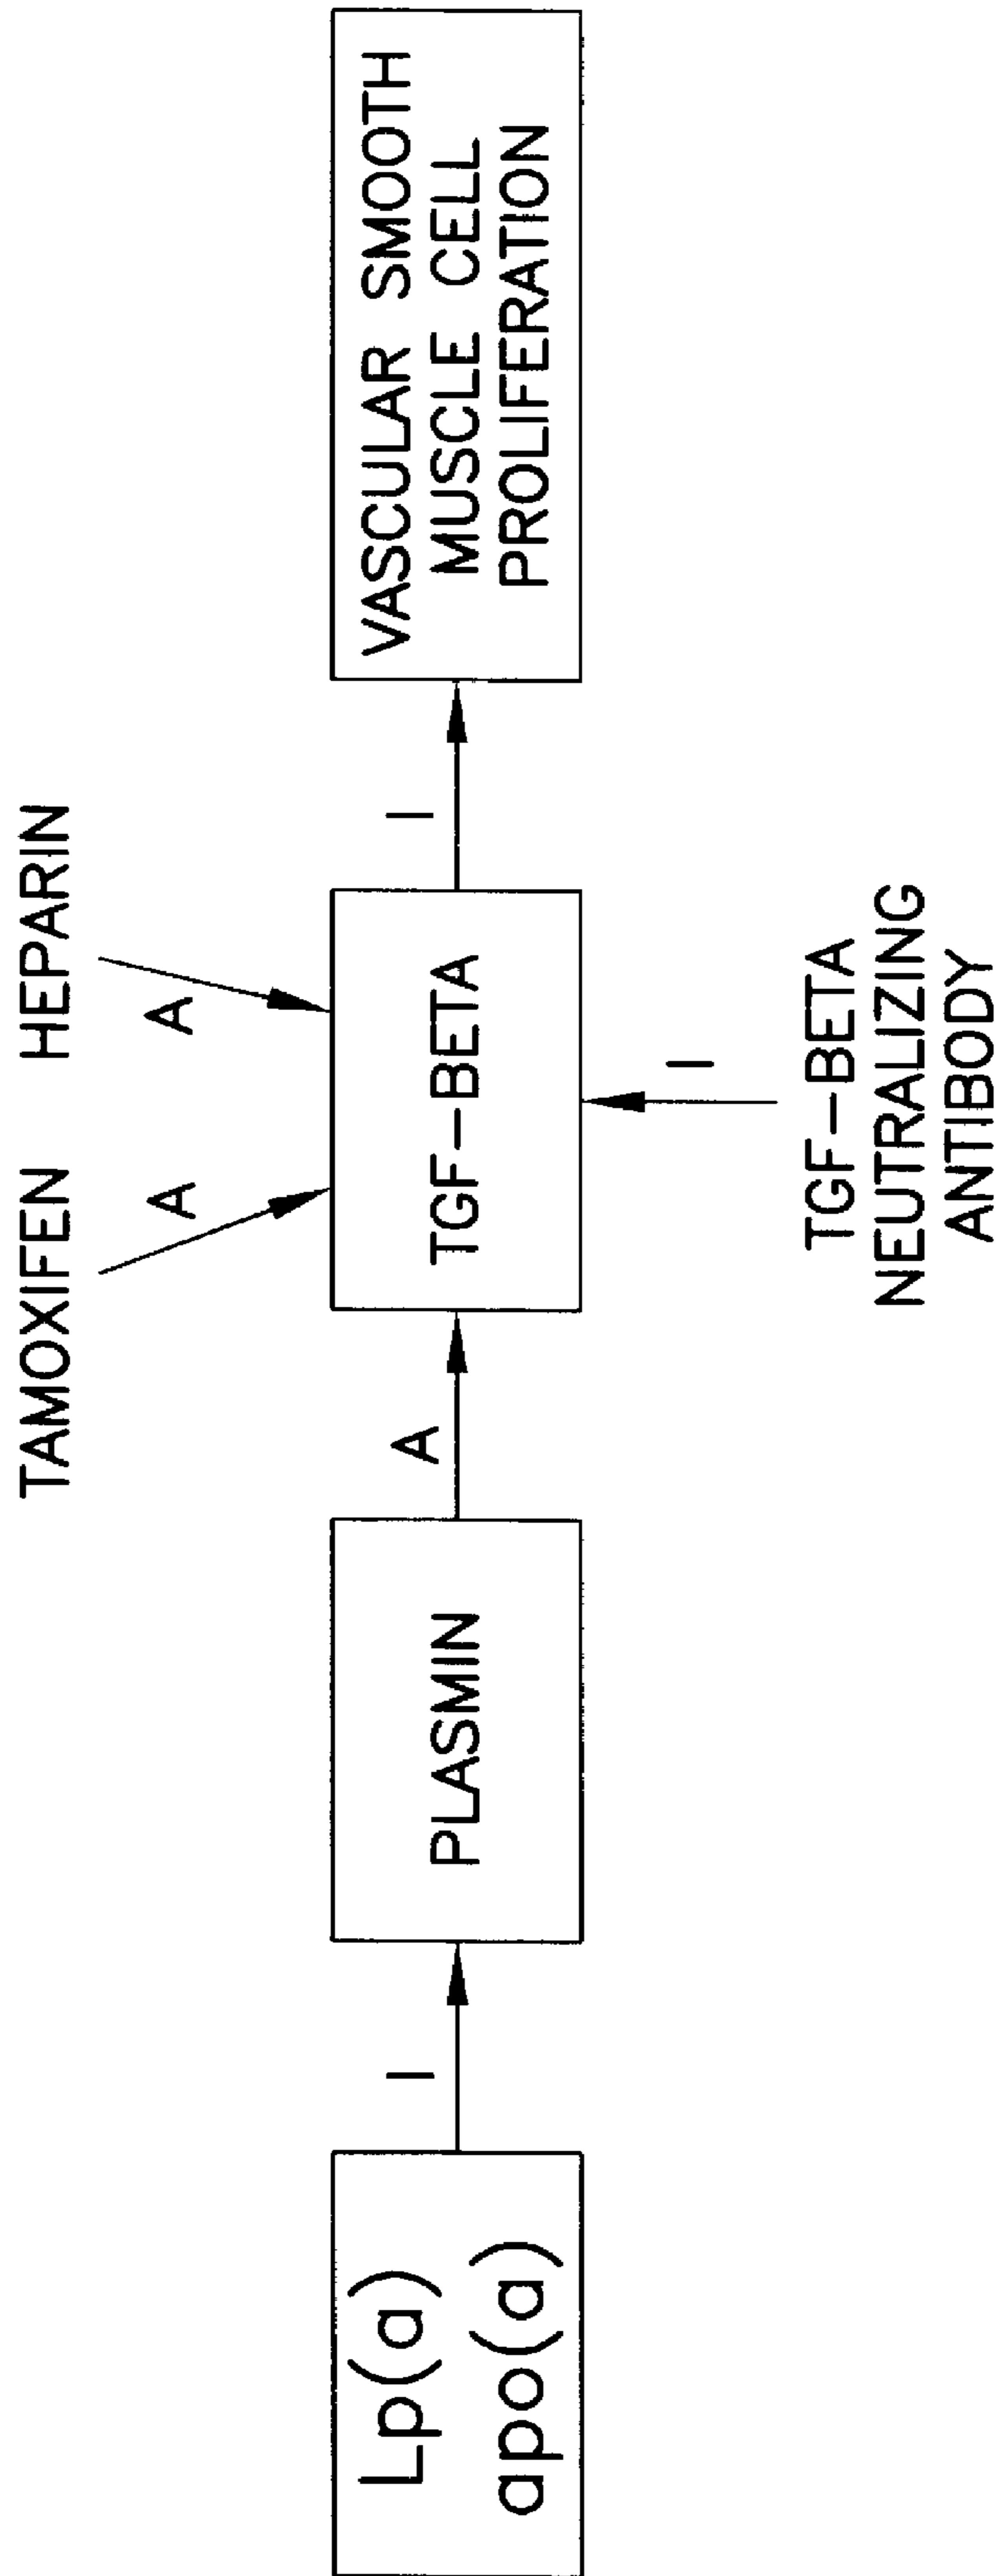 TAMOXIFEN
HEPARIN
A
A
Lp(a)
apo(a)
I
PLASMIN
A
TGF-BETA
I
VASCULAR SMOOTH
MUSCLE CELL
PROLIFERATION
I
TGF-BETA
NEUTRALIZING
ANTIBODY